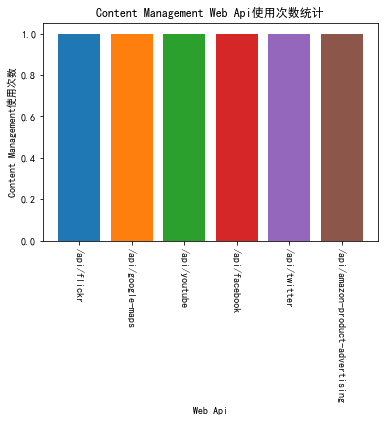 Content Management Web Api使用次数统计
Content Management使用次数
1.0
0.8
0.6
0.4
0.2
0.0
/api/flickr
/api/google-maps
/api/youtube
/api/facebook
/api/twitter
/api/amazon-product-advertising
Web Api